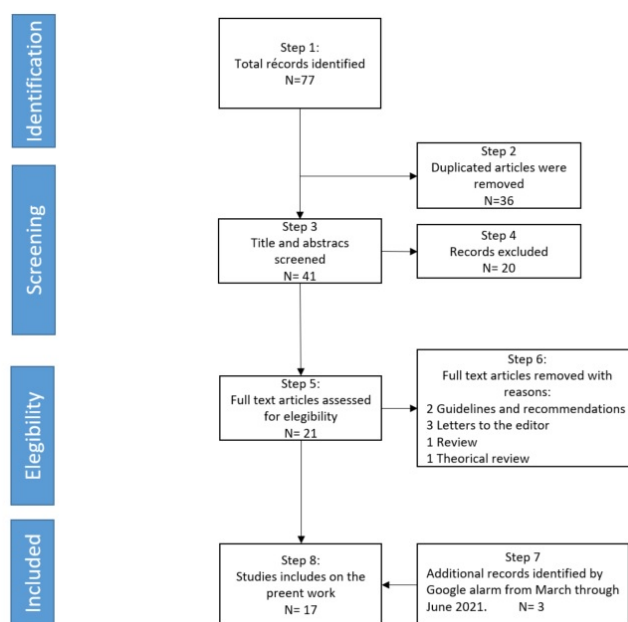 Identification
Step 1:
Total récords identified
N=77
Step 2
Duplicated articles were
removed
N=36
Screening
Step 3
Title and abstracs
screened
N= 41
Step 4
Records excluded
N= 20
Elegibility
Step 5:
Full text articles assessed
for elegibility
N = 21
Step 6:
Full text articles removed with
reasons:
2 Guidelines and recommendations
3 Letters to the editor
1 Review
1 Theorical review
Included
Step 8:
Studies includes on the
preent work
N = 17
Step 7
Additional records identified by
Google alarm from March through
June 2021. N= 3